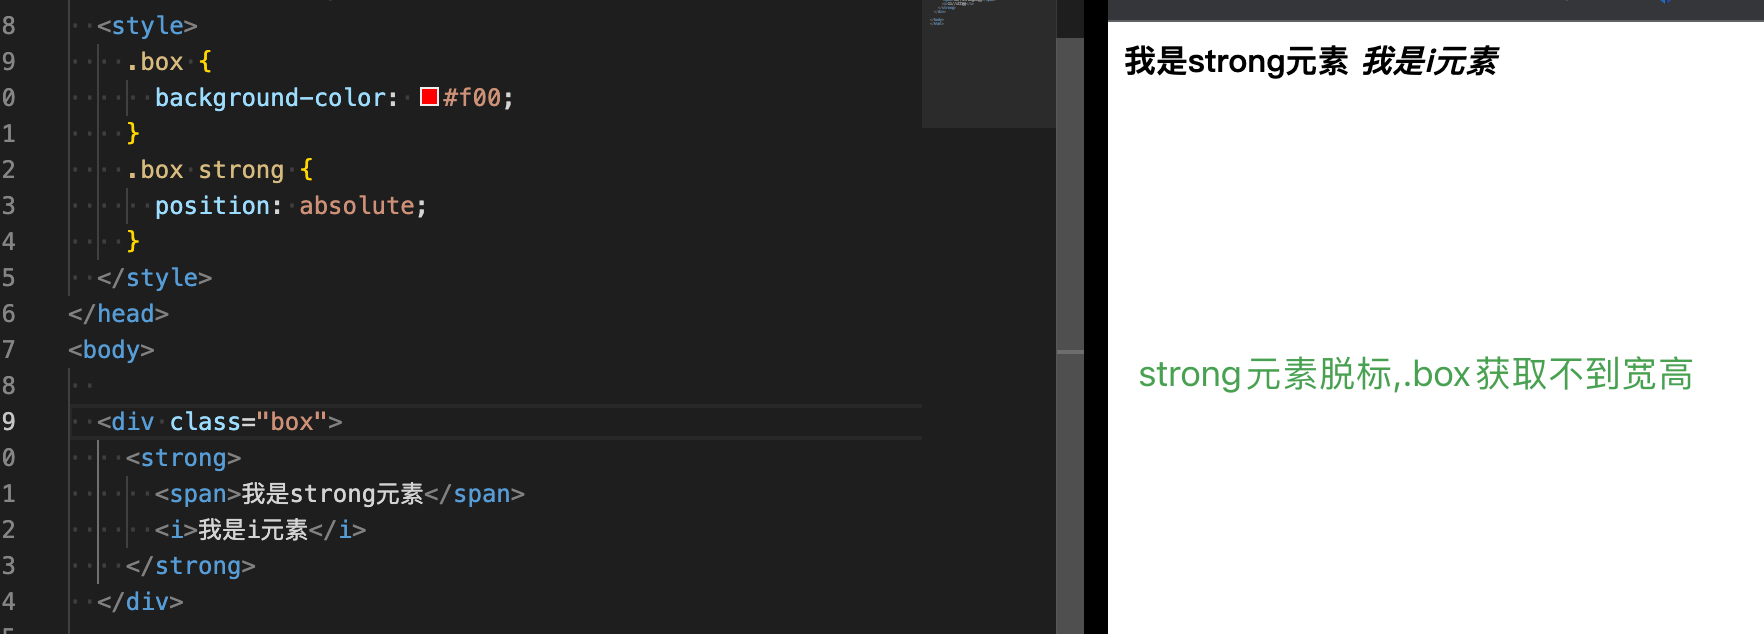 8 <style>
9 .box {
0 background-color: #f00;
1 }
2 .box strong {
3 position: absolute;
4 }
5 </style>
6 </head>
7 <body>
8
9 <div class="box">
0 <strong>
1 <span>我是strong元素</span>
2 <i>我是i元素</i>
3 </strong>
4 </div>
我是strong元素 我是i元素
strong元素脱标,.box获取不到宽高